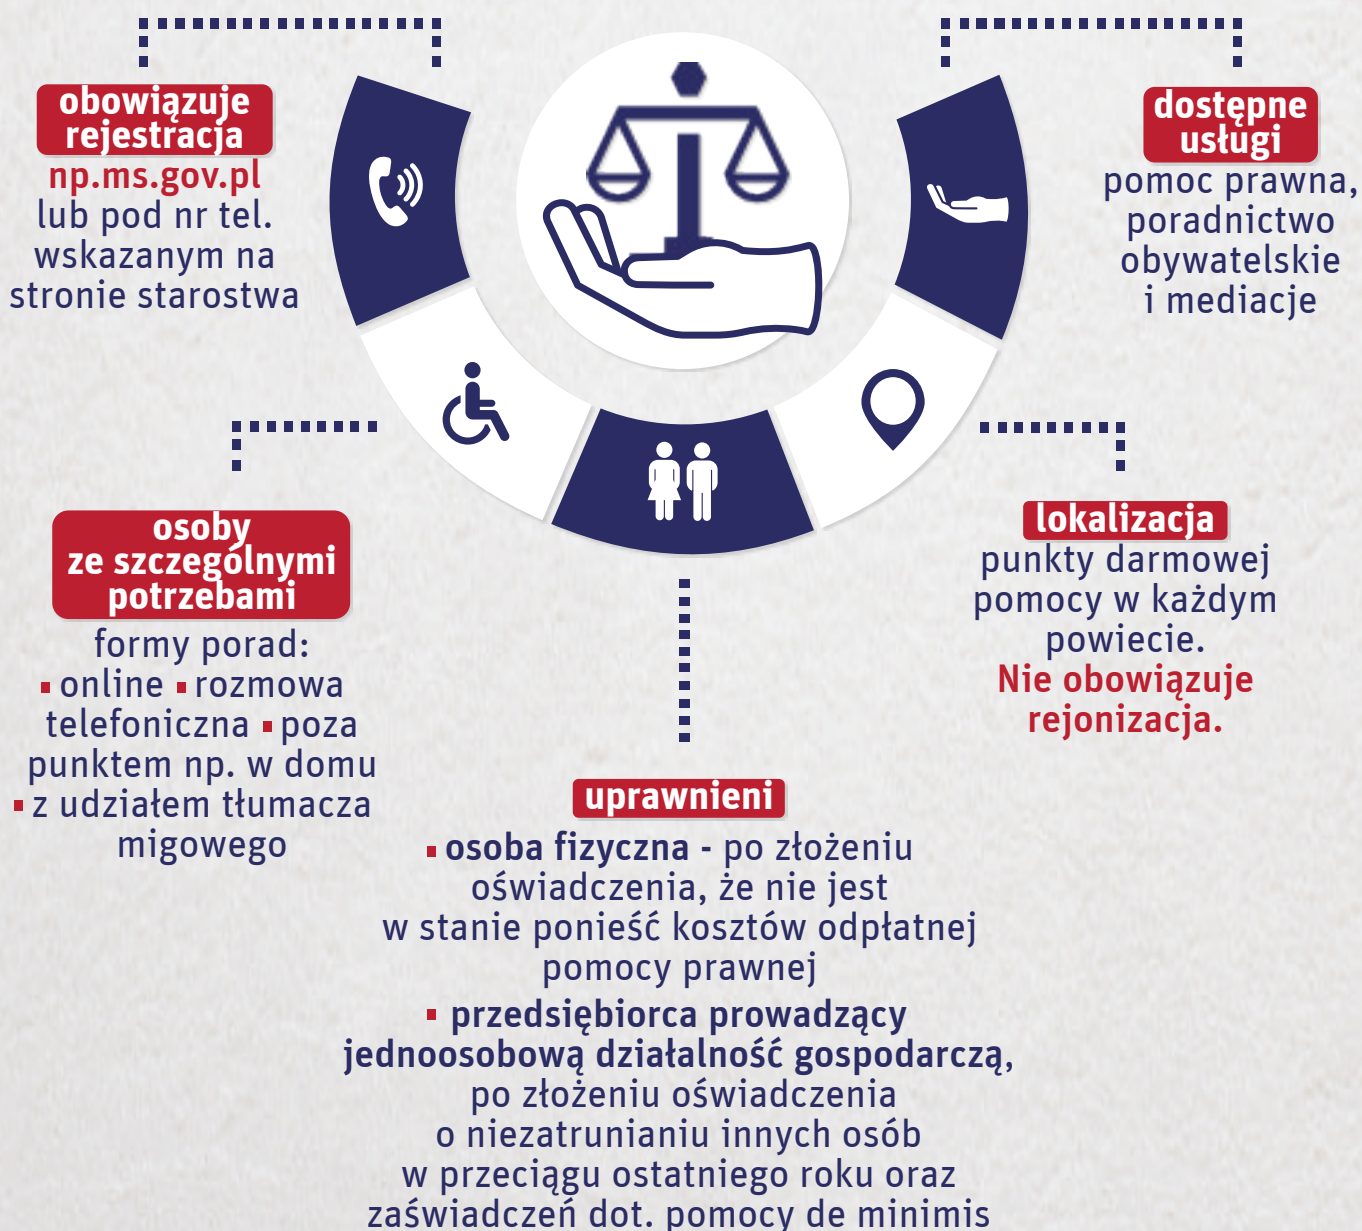 obowiązuje
rejestracja
np.ms.gov.pl
lub pod nr tel.
wskazanym na
stronie starostwa
dostępne
usługi
pomoc prawna,
poradnictwo
obywatelskie
i mediacje
osoby
ze szczególnymi
potrzebami
formy porad:
▪ online ▪ rozmowa
telefoniczna ▪ poza
punktem np. w domu
▪ z udziałem tłumacza
migowego
lokalizacja
punkty darmowej
pomocy w każdym
powiecie.
Nie obowiązuje
rejonizacja.
uprawnieni
▪ osoba fizyczna - po złożeniu
oświadczenia, że nie jest
w stanie ponieść kosztów odpłatnej
pomocy prawnej
▪ przedsiębiorca prowadzący
jednoosobową działalność gospodarczą,
po złożeniu oświadczenia
o niezatrunianiu innych osób
w przeciągu ostatniego roku oraz
zaświadczeń dot. pomocy de minimis